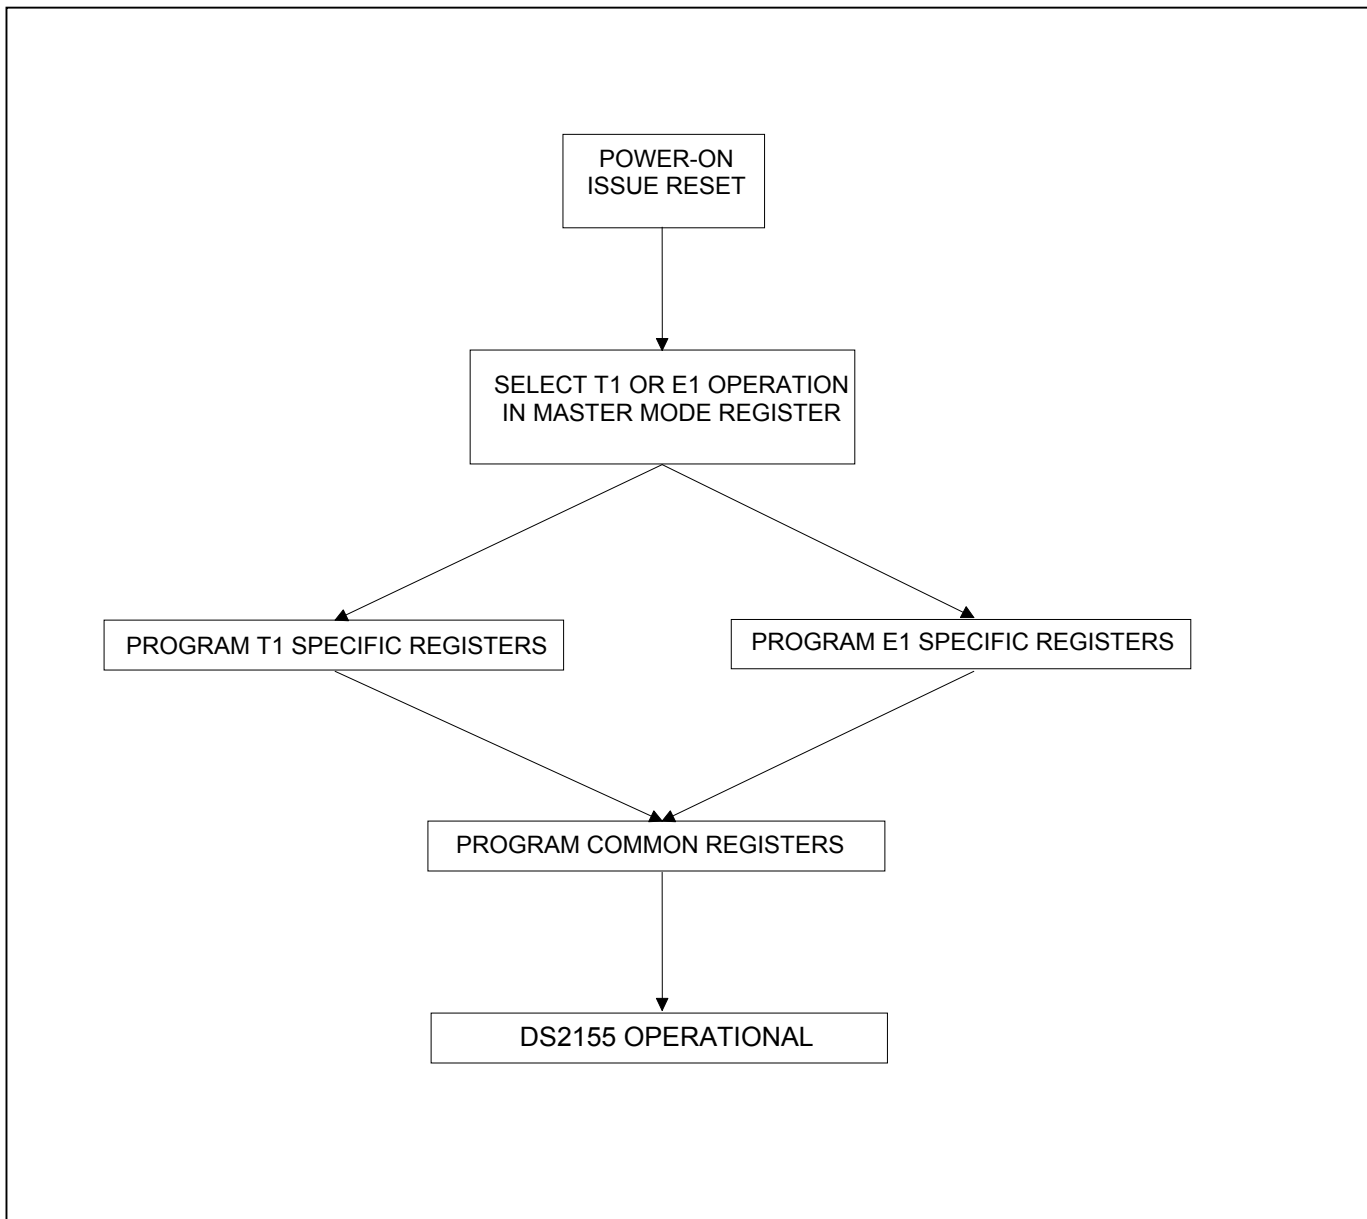 POWER-ON
ISSUE RESET
SELECT T1 OR E1 OPERATION
IN MASTER MODE REGISTER
PROGRAM T1 SPECIFIC REGISTERS
PROGRAM E1 SPECIFIC REGISTERS
PROGRAM COMMON REGISTERS
DS2155 OPERATIONAL